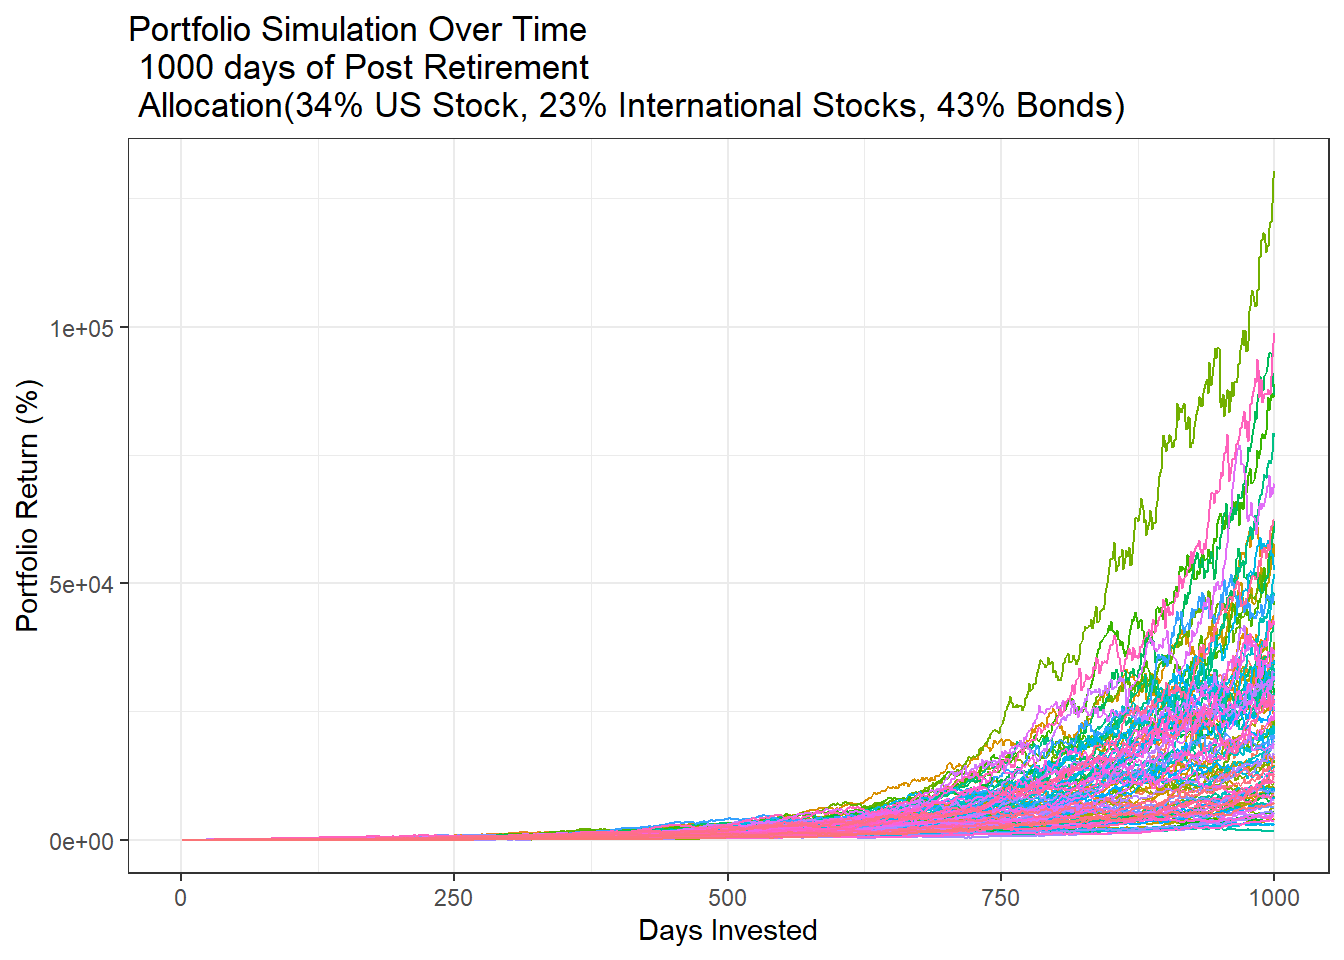 Portfolio Simulation Over Time
1000 days of Post Retirement
Allocation(34% US Stock, 23% International Stocks, 43% Bonds)
Portfolio Return (%)
1e+05
5e+04
0e+00
0 250 500 750 1000
Days Invested